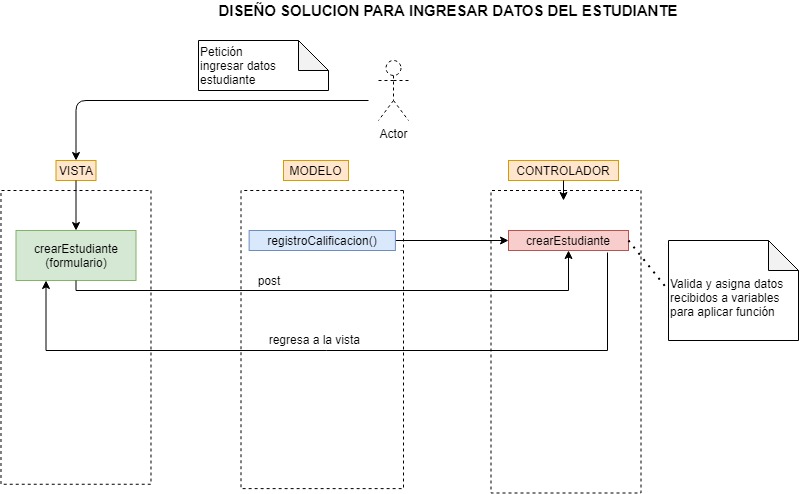 DISEÑO SOLUCION PARA INGRESAR DATOS DEL ESTUDIANTE
Petición
ingresar datos
estudiante
Actor
VISTA
MODELO
CONTROLADOR
crearEstudiante
(formulario)
registroCalificacion()
crearEstudiante
post
Valida y asigna datos
recibidos a variables
para aplicar función
regresa a la vista